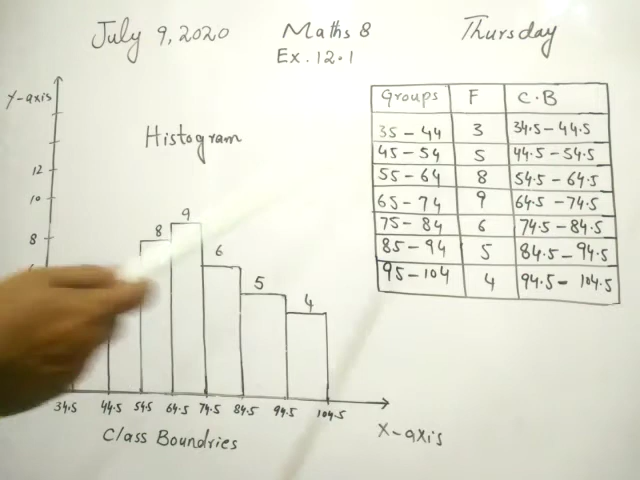 July 9, 2020 Maths 8 Thursday
Ex. 12.1
Y-axis
Histogram
12
10
8
8
9
6
5
4
34.5 44.5 54.5 64.5 74.5 84.5 94.5 104.5
Class Boundries
X-axis
Groups F C.B
35 - 44 3 34.5 - 44.5
45 - 54 5 44.5 - 54.5
55 - 64 8 54.5 - 64.5
65 - 74 9 64.5 - 74.5
75 - 84 6 74.5 - 84.5
85 - 94 5 84.5 - 94.5
95 - 104 4 94.5 - 104.5